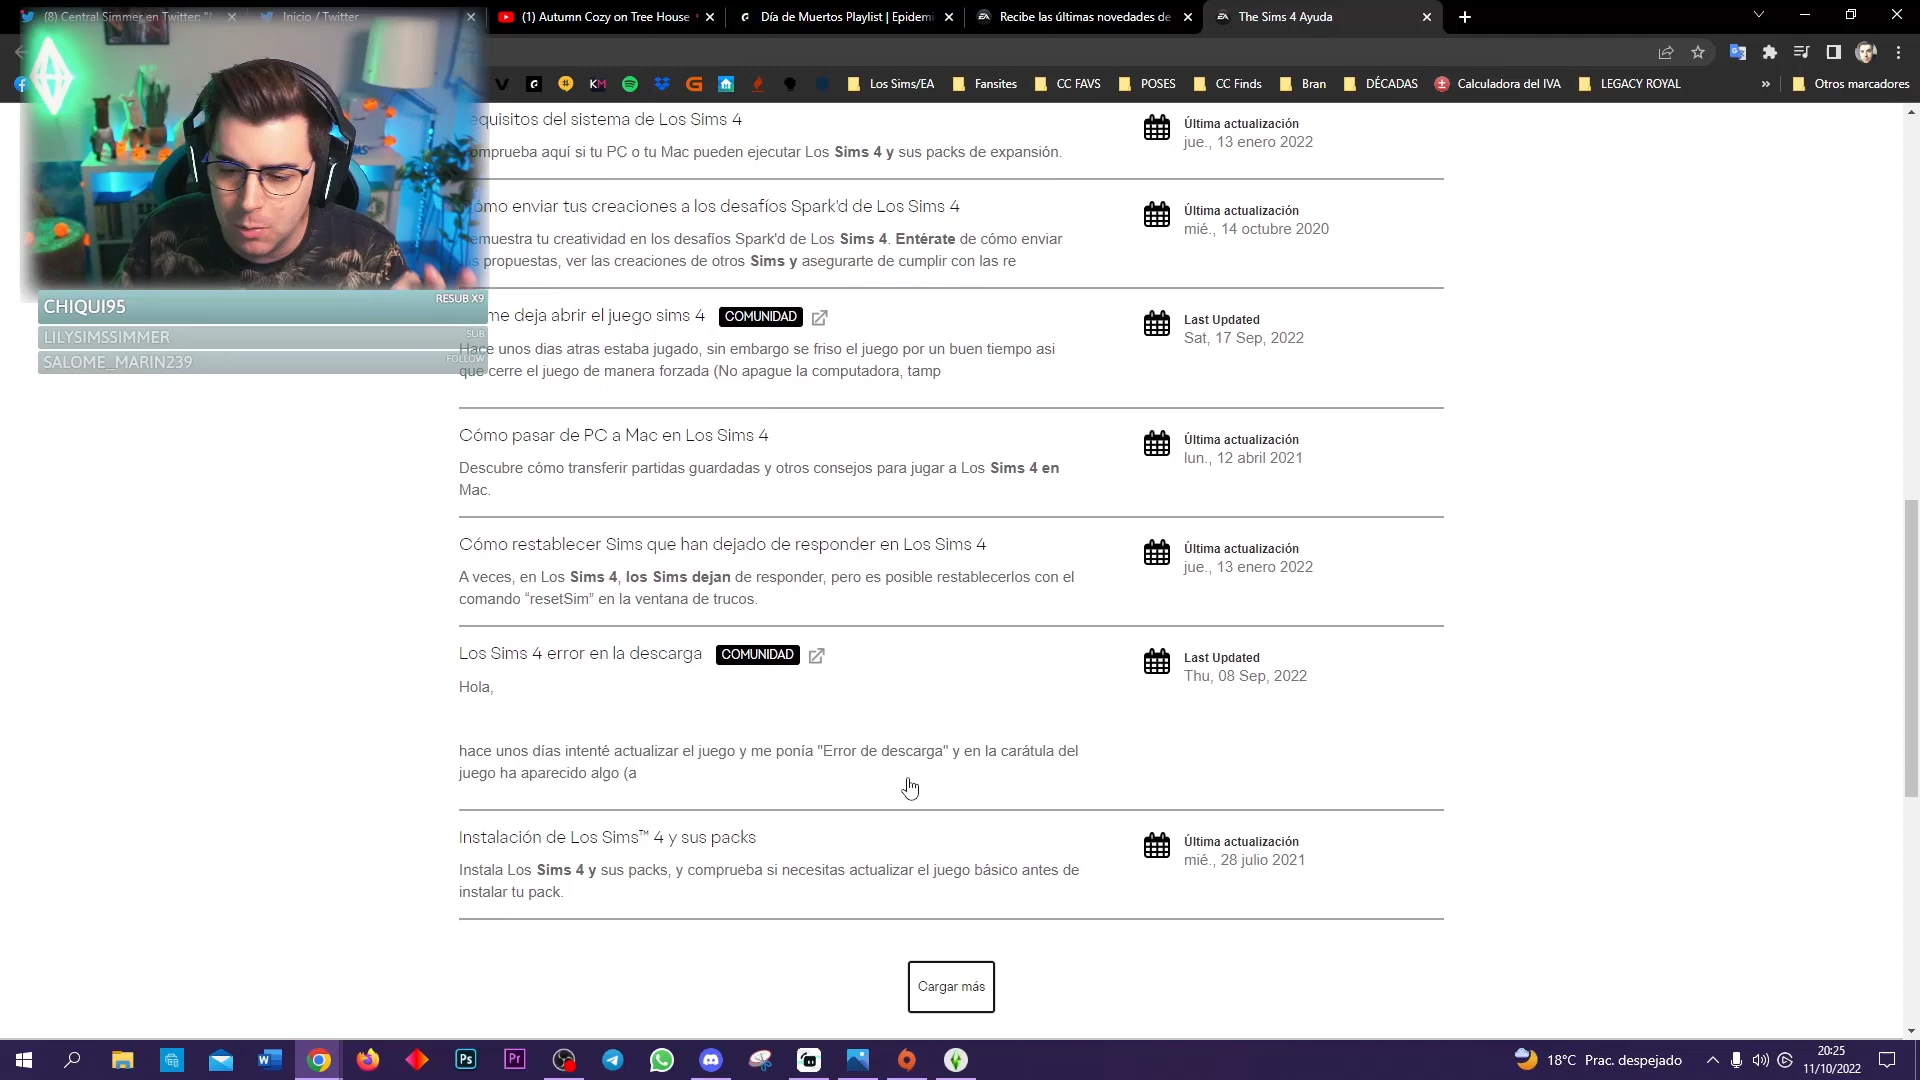 (8) Central Simmer en Twitter: "
Inicio / Twitter
(1) Autumn Cozy on Tree House
Día de Muertos Playlist | Epidemi
Recibe las últimas novedades de
The Sims 4 Ayuda
KM
Los Sims/EA
Fansites
CC FAVS
POSES
CC Finds
Bran
DÉCADAS
Calculadora del IVA
LEGACY ROYAL
»
Otros marcadores
CHIQUI95 RESUB X9
LILYSIMSSIMMER SUB
SALOME_MARIN239 FOLLOW
equisitos del sistema de Los Sims 4
omprueba aquí si tu PC o tu Mac pueden ejecutar Los Sims 4 y sus packs de expansión.
Última actualización
jue., 13 enero 2022
ómo enviar tus creaciones a los desafíos Spark'd de Los Sims 4
emuestra tu creatividad en los desafíos Spark'd de Los Sims 4. Entérate de cómo enviar
s propuestas, ver las creaciones de otros Sims y asegurarte de cumplir con las re
Última actualización
mié., 14 octubre 2020
me deja abrir el juego sims 4 COMUNIDAD
Hace unos dias atras estaba jugado, sin embargo se friso el juego por un buen tiempo asi
que cerre el juego de manera forzada (No apague la computadora, tamp
Last Updated
Sat, 17 Sep, 2022
Cómo pasar de PC a Mac en Los Sims 4
Descubre cómo transferir partidas guardadas y otros consejos para jugar a Los Sims 4 en
Mac.
Última actualización
lun., 12 abril 2021
Cómo restablecer Sims que han dejado de responder en Los Sims 4
A veces, en Los Sims 4, los Sims dejan de responder, pero es posible restablecerlos con el
comando “resetSim” en la ventana de trucos.
Última actualización
jue., 13 enero 2022
Los Sims 4 error en la descarga COMUNIDAD
Hola,
hace unos días intenté actualizar el juego y me ponía "Error de descarga" y en la carátula del
juego ha aparecido algo (a
Last Updated
Thu, 08 Sep, 2022
Instalación de Los Sims™ 4 y sus packs
Instala Los Sims 4 y sus packs, y comprueba si necesitas actualizar el juego básico antes de
instalar tu pack.
Última actualización
mié., 28 julio 2021
Cargar más
Ps
Pr
18°C Prac. despejado
20:25
11/10/2022